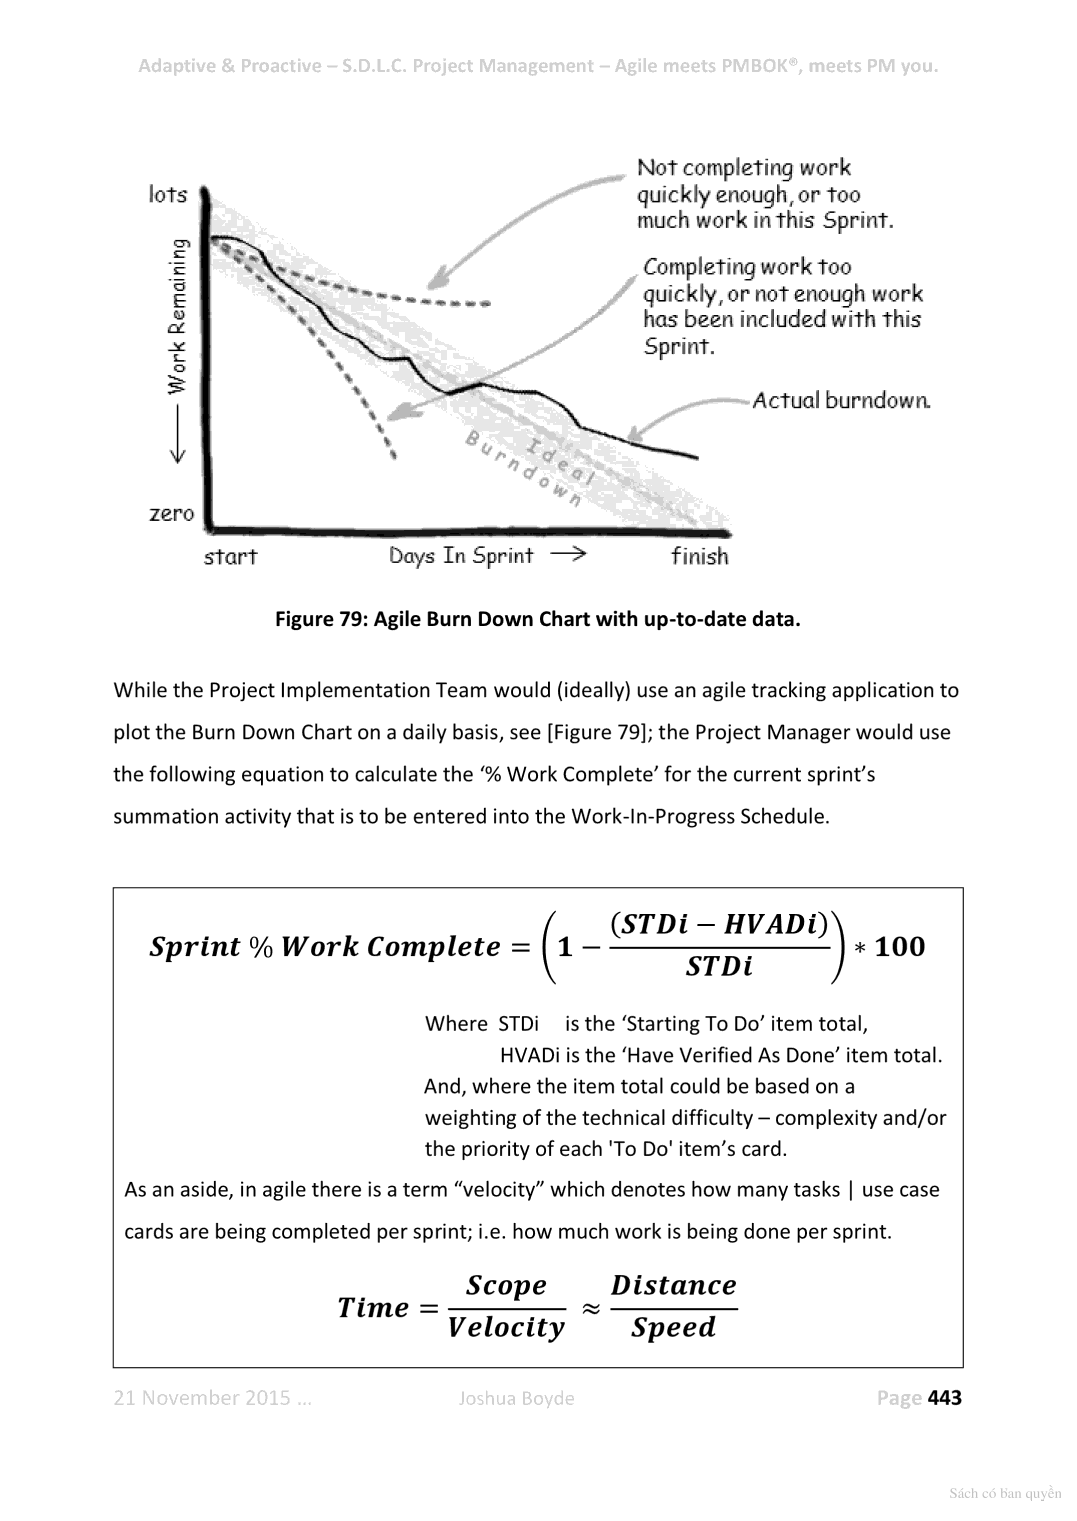 Adaptive & Proactive – S.D.L.C. Project Management – Agile meets PMBOK®, meets PM you.
Not completing work
quickly enough, or too
much work in this Sprint.
lots
Work Remaining
Completing work too
quickly, or not enough work
has been included with this
Sprint.
Actual burndown.
Ideal
Burndown
zero
start
Days In Sprint
finish
Figure 79: Agile Burn Down Chart with up-to-date data.
While the Project Implementation Team would (ideally) use an agile tracking application to
plot the Burn Down Chart on a daily basis, see [Figure 79]; the Project Manager would use
the following equation to calculate the ‘% Work Complete’ for the current sprint’s
summation activity that is to be entered into the Work-In-Progress Schedule.
Sprint % Work Complete = (1 − (STDi − HVADi) / STDi) * 100
Where STDi is the ‘Starting To Do’ item total,
HVADi is the ‘Have Verified As Done’ item total.
And, where the item total could be based on a
weighting of the technical difficulty – complexity and/or
the priority of each 'To Do' item’s card.
As an aside, in agile there is a term “velocity” which denotes how many tasks | use case
cards are being completed per sprint; i.e. how much work is being done per sprint.
Time = Scope / Velocity ≈ Distance / Speed
21 November 2015 ... Joshua Boyde Page 443
Sách có bản quyền